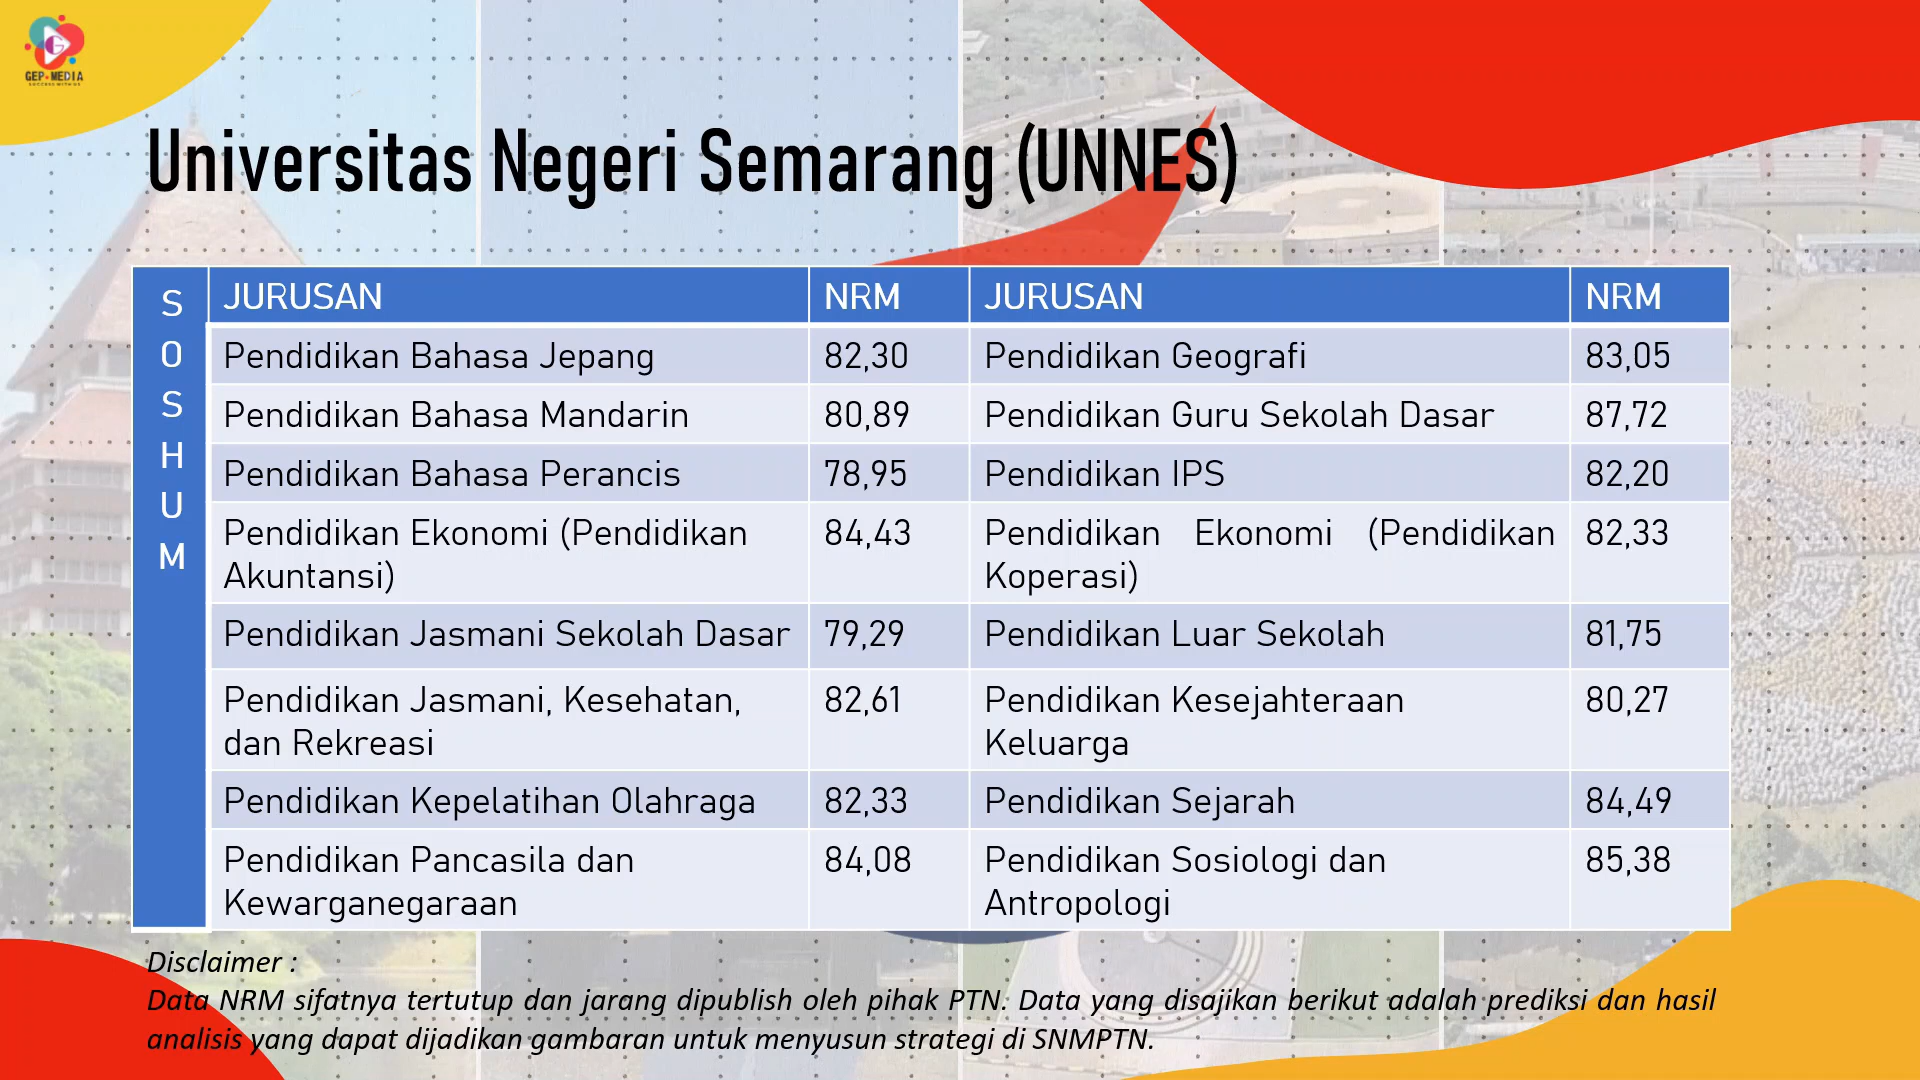 GEP MEDIA
SUCCESS WITH US
Universitas Negeri Semarang (UNNES)
SOSHUM
JURUSAN NRM JURUSAN NRM
Pendidikan Bahasa Jepang 82,30 Pendidikan Geografi 83,05
Pendidikan Bahasa Mandarin 80,89 Pendidikan Guru Sekolah Dasar 87,72
Pendidikan Bahasa Perancis 78,95 Pendidikan IPS 82,20
Pendidikan Ekonomi (Pendidikan 84,43 Pendidikan Ekonomi (Pendidikan 82,33
Akuntansi) Koperasi)
Pendidikan Jasmani Sekolah Dasar 79,29 Pendidikan Luar Sekolah 81,75
Pendidikan Jasmani, Kesehatan, 82,61 Pendidikan Kesejahteraan 80,27
dan Rekreasi Keluarga
Pendidikan Kepelatihan Olahraga 82,33 Pendidikan Sejarah 84,49
Pendidikan Pancasila dan 84,08 Pendidikan Sosiologi dan 85,38
Kewarganegaraan Antropologi
Disclaimer :
Data NRM sifatnya tertutup dan jarang dipublish oleh pihak PTN. Data yang disajikan berikut adalah prediksi dan hasil
analisis yang dapat dijadikan gambaran untuk menyusun strategi di SNMPTN.